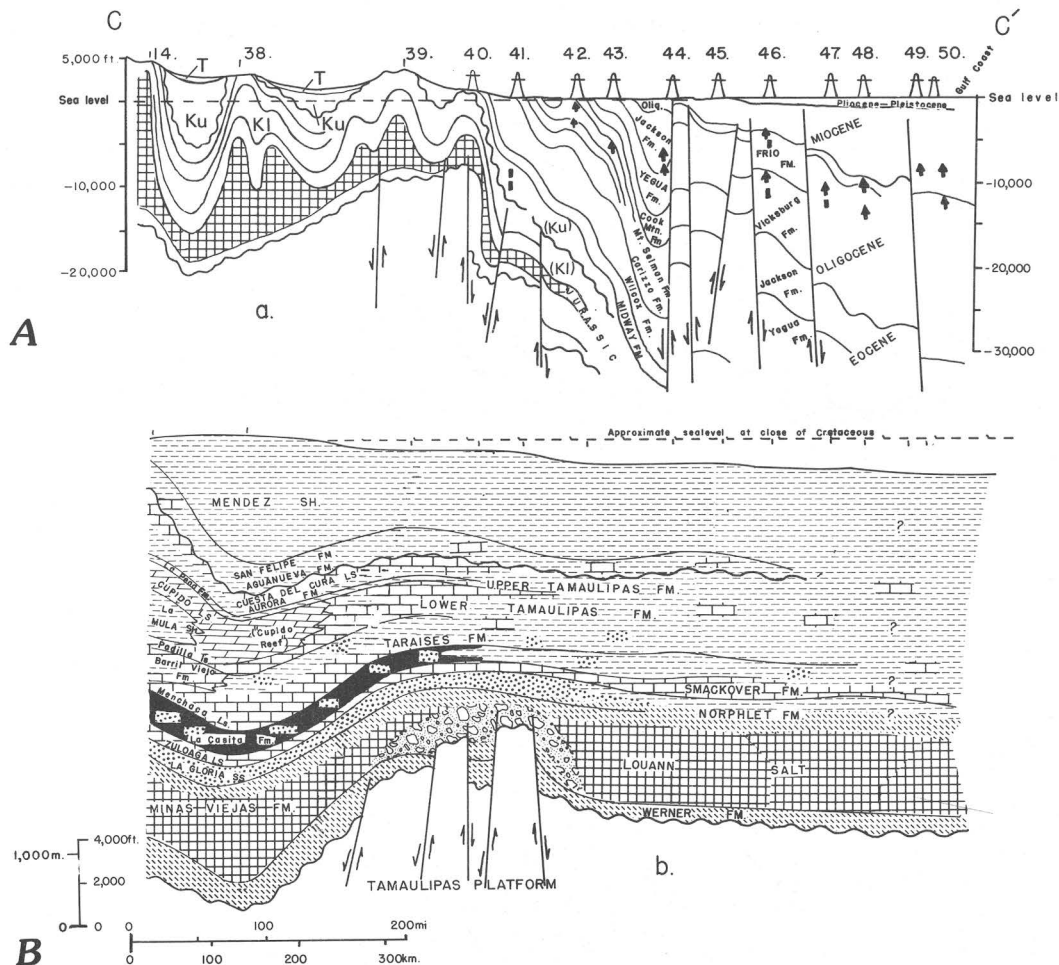 C
C′
14.
38.
39.
40.
41.
42.
43.
44.
45.
46.
47.
48.
49.
50.
Gulf Coast
5,000 ft.
Sea level
-10,000
-20,000
T
T
Ku
Kl
Ku
(Ku)
(Kl)
JURASSIC
MIDWAY FM.
Wilcox Fm.
Carizzo Fm.
Mt. Selman Fm.
Cook
Mtn.
Fm.
YEGUA
Fm.
Jackson
Fm.
Olig.
Pliocene-Pleistocene
MIOCENE
FRIO
FM.
Vicksburg
Fm.
OLIGOCENE
Jackson
Fm.
Yegua
Fm.
EOCENE
Sea level
-10,000
-20,000
-30,000
a.
A
Approximate sealevel at close of Cretaceous
MENDEZ SH.
SAN FELIPE FM
AGUANUEVA FM.
CUESTA DEL CURA LS
AURORA FM.
UPPER TAMAULIPAS FM.
LOWER TAMAULIPAS FM.
La Pena Fm.
CUPIDO LS
La
MULA SH
("Cupido
Reef")
TARAISES FM.
Padilla ls.
Barril Viejo
Fm
Menchaca Ls.
La Casita Fm.
ZULOAGA LS
LA GLORIA SS
MINAS VIEJAS FM.
SMACKOVER FM.
NORPHLET FM.
LOUANN SALT
WERNER FM.
TAMAULIPAS PLATFORM
?
?
?
?
b.
4,000ft.
1,000m.
2,000
0
0
0 100 200mi
0 100 200 300km.
B